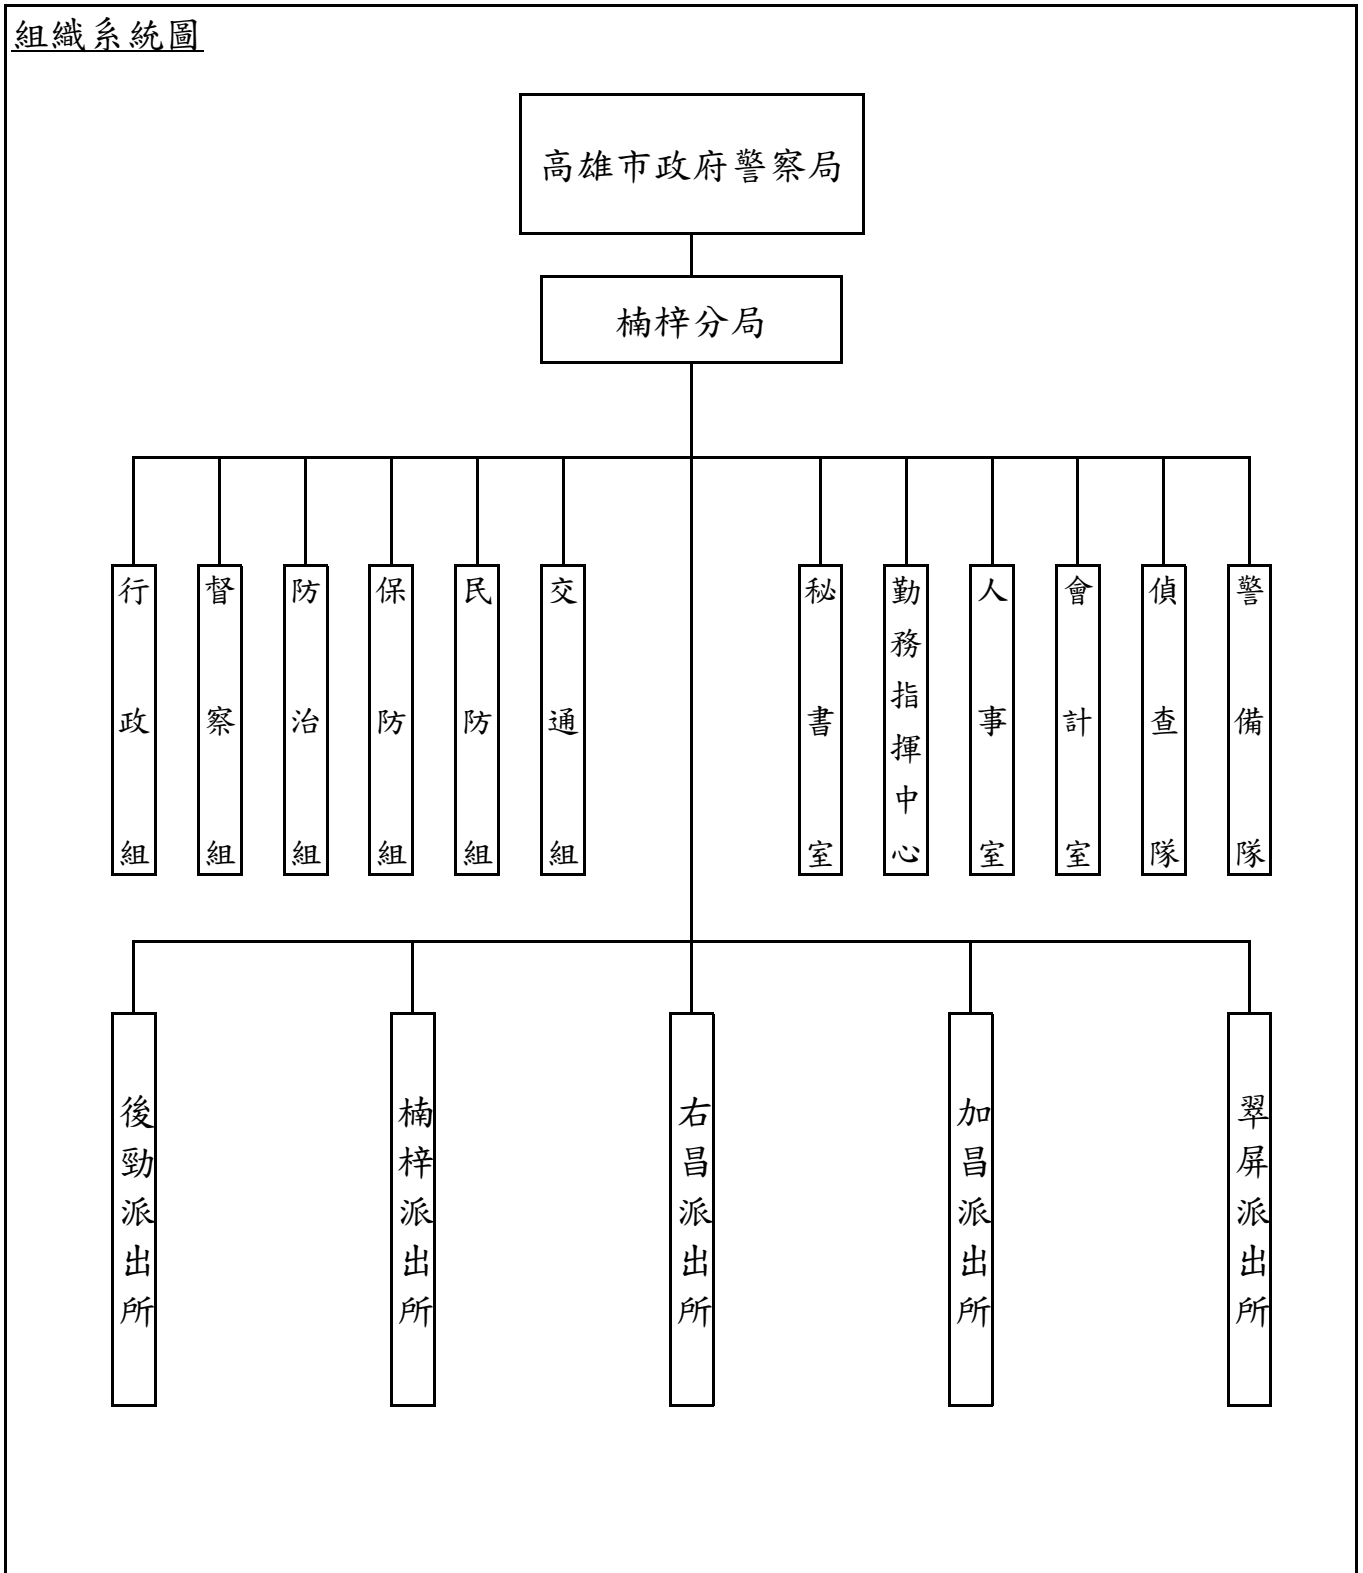 組織系統圖
高雄市政府警察局
楠梓分局
行政組
督察組
防治組
保防組
民防組
交通組
秘書室
勤務指揮中心
人事室
會計室
偵查隊
警備隊
後勁派出所
楠梓派出所
右昌派出所
加昌派出所
翠屏派出所